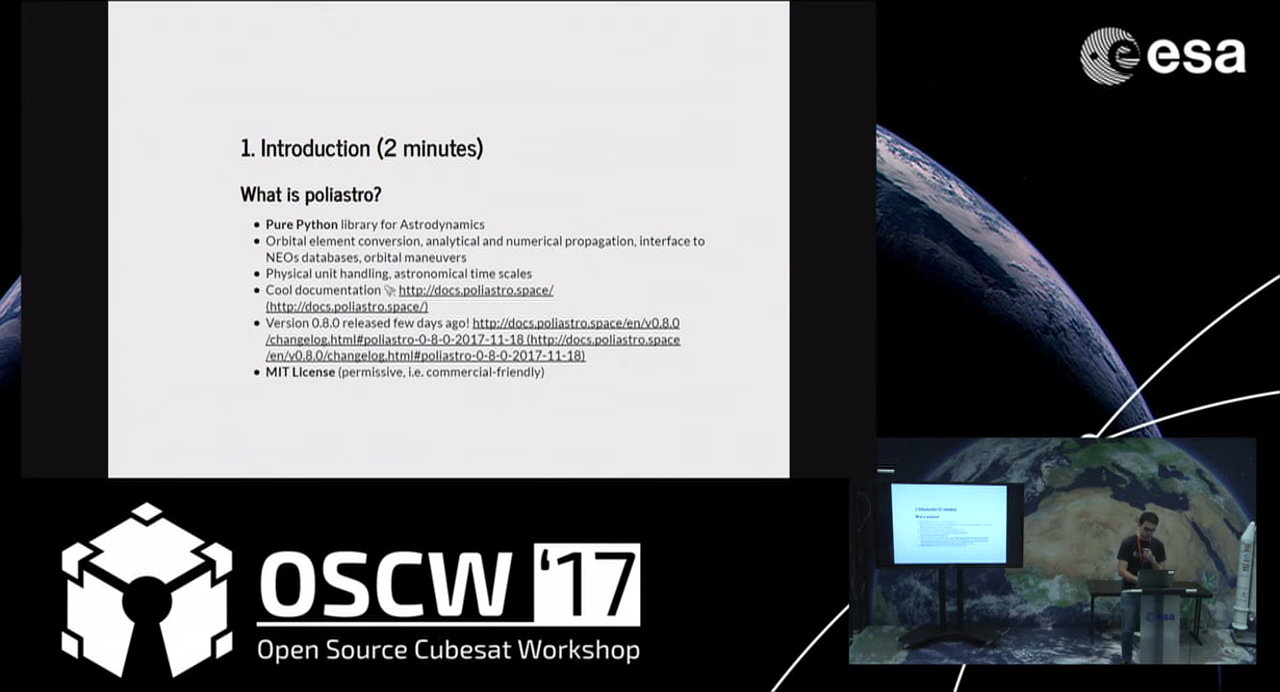 esa
1. Introduction (2 minutes)
What is poliastro?
• Pure Python library for Astrodynamics
• Orbital element conversion, analytical and numerical propagation, interface to
NEOs databases, orbital maneuvers
• Physical unit handling, astronomical time scales
• Cool documentation 🚀 http://docs.poliastro.space/
(http://docs.poliastro.space/)
• Version 0.8.0 released few days ago! http://docs.poliastro.space/en/v0.8.0
/changelog.html#poliastro-0-8-0-2017-11-18 (http://docs.poliastro.space
/en/v0.8.0/changelog.html#poliastro-0-8-0-2017-11-18)
• MIT License (permissive, i.e. commercial-friendly)
OSCW '17
Open Source Cubesat Workshop
esa